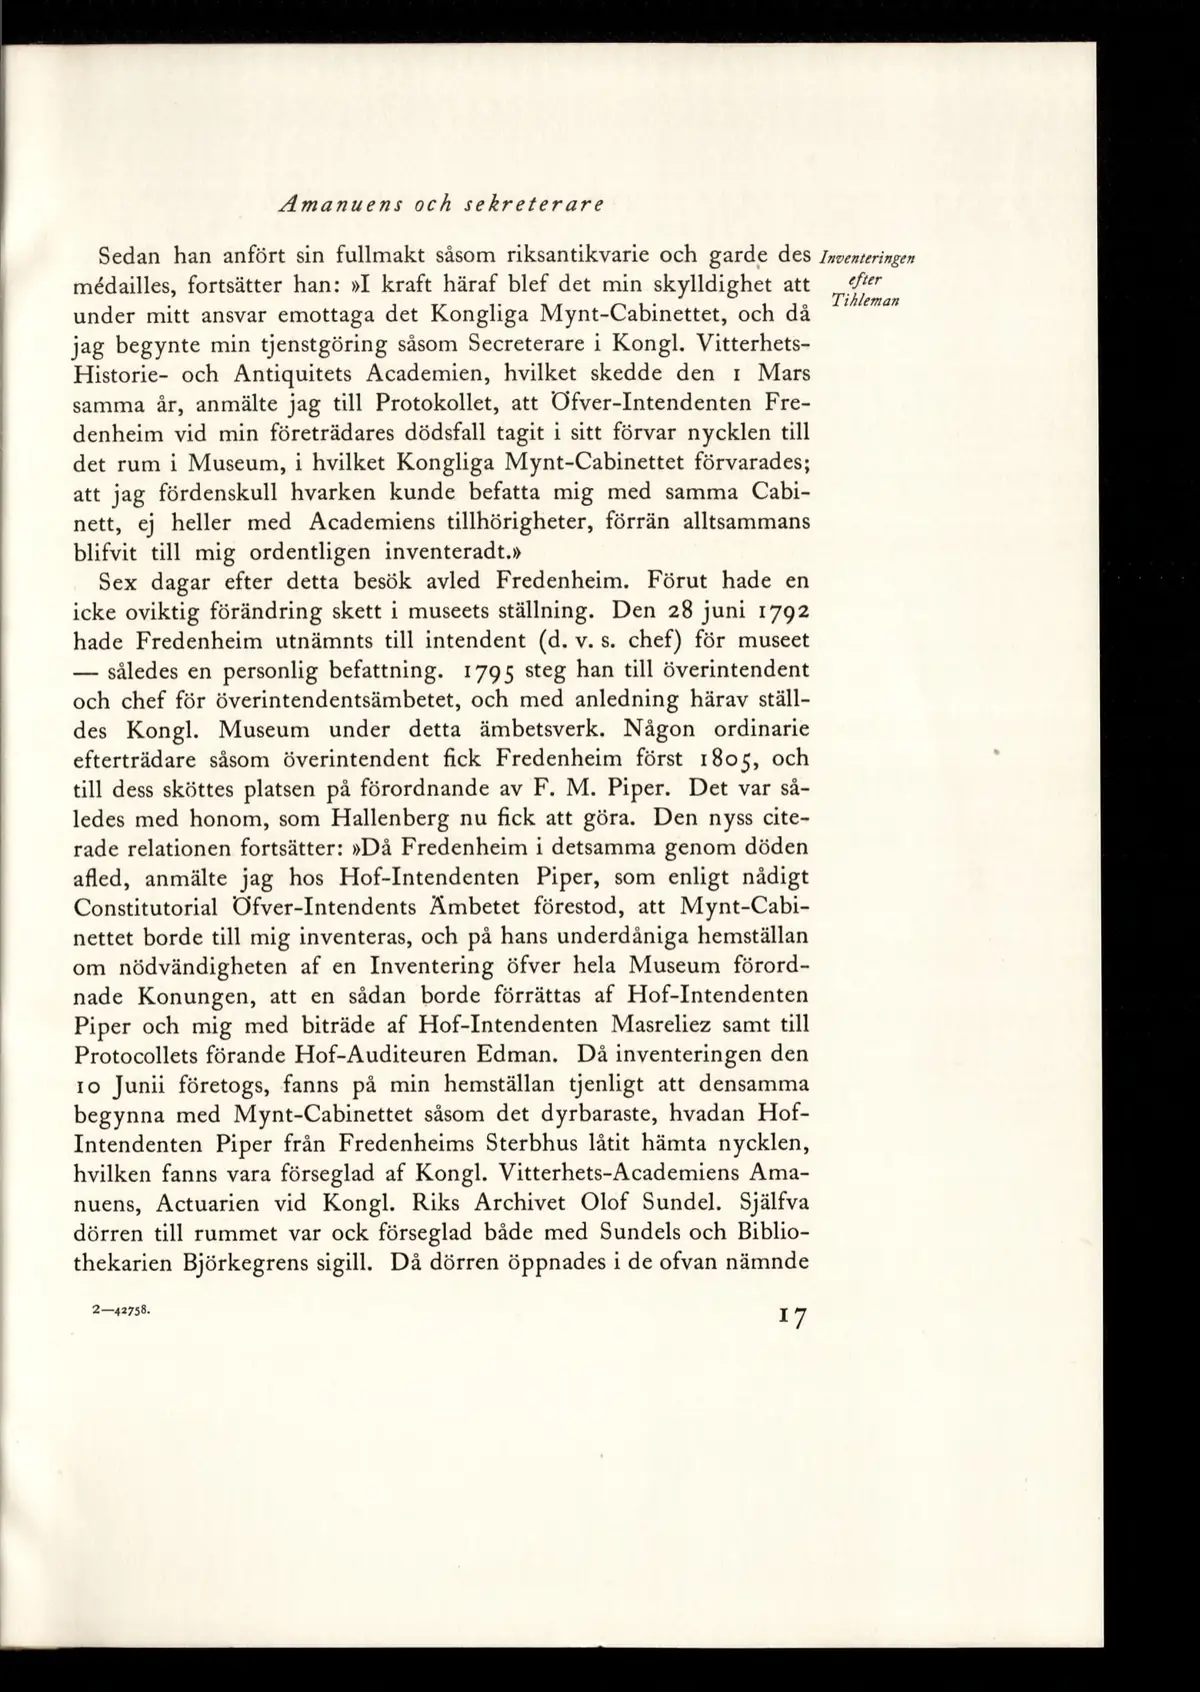 Amanuens och sekreterare
Sedan han anfört sin fullmakt såsom riksantikvarie och garde des
médailles, fortsätter han: »I kraft häraf blef det min skylldighet att
under mitt ansvar emottaga det Kongliga Mynt-Cabinettet, och då
jag begynte min tjenstgöring såsom Secreterare i Kongl. Vitterhets-
Historie- och Antiquitets Academien, hvilket skedde den 1 Mars
samma år, anmälte jag till Protokollet, att Öfver-Intendenten Fre-
denheim vid min företrädares dödsfall tagit i sitt förvar nycklen till
det rum i Museum, i hvilket Kongliga Mynt-Cabinettet förvarades;
att jag fördenskull hvarken kunde befatta mig med samma Cabi-
nett, ej heller med Academiens tillhörigheter, förrän alltsammans
blifvit till mig ordentligen inventeradt.»
Inventeringen
efter
Tihleman
Sex dagar efter detta besök avled Fredenheim. Förut hade en
icke oviktig förändring skett i museets ställning. Den 28 juni 1792
hade Fredenheim utnämnts till intendent (d. v. s. chef) för museet
— således en personlig befattning. 1795 steg han till överintendent
och chef för överintendentsämbetet, och med anledning härav ställ-
des Kongl. Museum under detta ämbetsverk. Någon ordinarie
efterträdare såsom överintendent fick Fredenheim först 1805, och
till dess sköttes platsen på förordnande av F. M. Piper. Det var så-
ledes med honom, som Hallenberg nu fick att göra. Den nyss cite-
rade relationen fortsätter: »Då Fredenheim i detsamma genom döden
afled, anmälte jag hos Hof-Intendenten Piper, som enligt nådigt
Constitutorial Öfver-Intendents Ämbetet förestod, att Mynt-Cabi-
nettet borde till mig inventeras, och på hans underdåniga hemställan
om nödvändigheten af en Inventering öfver hela Museum förord-
nade Konungen, att en sådan borde förrättas af Hof-Intendenten
Piper och mig med biträde af Hof-Intendenten Masreliez samt till
Protocollets förande Hof-Auditeuren Edman. Då inventeringen den
10 Junii företogs, fanns på min hemställan tjenligt att densamma
begynna med Mynt-Cabinettet såsom det dyrbaraste, hvadan Hof-
Intendenten Piper från Fredenheims Sterbhus låtit hämta nycklen,
hvilken fanns vara förseglad af Kongl. Vitterhets-Academiens Ama-
nuens, Actuarien vid Kongl. Riks Archivet Olof Sundel. Själfva
dörren till rummet var ock förseglad både med Sundels och Biblio-
thekarien Björkegrens sigill. Då dörren öppnades i de ofvan nämnde
2—42758.
17